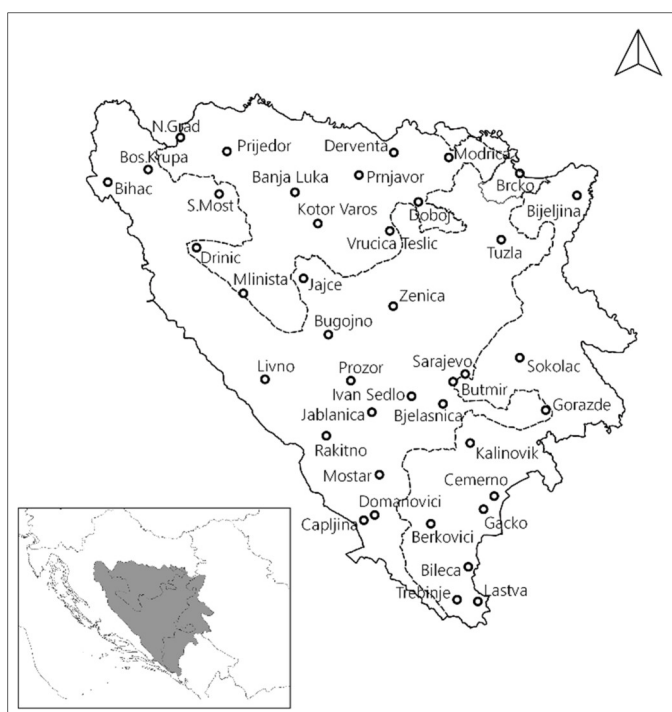 N.Grad
Prijedor
Derventa
Modrica
Bos.Krupa
Bihac
Banja Luka
Prnjavor
Brcko
S.Most
Kotor Varos
Doboj
Bijeljina
Vrucica Teslic
Tuzla
Drinic
Mlinista
Jajce
Zenica
Bugojno
Livno
Prozor
Sarajevo
Sokolac
Ivan Sedlo
Butmir
Jablanica
Bjelasnica
Gorazde
Rakitno
Kalinovik
Mostar
Cemerno
Domanovici
Capljina
Gacko
Berkovici
Bileca
Trebinje
Lastva